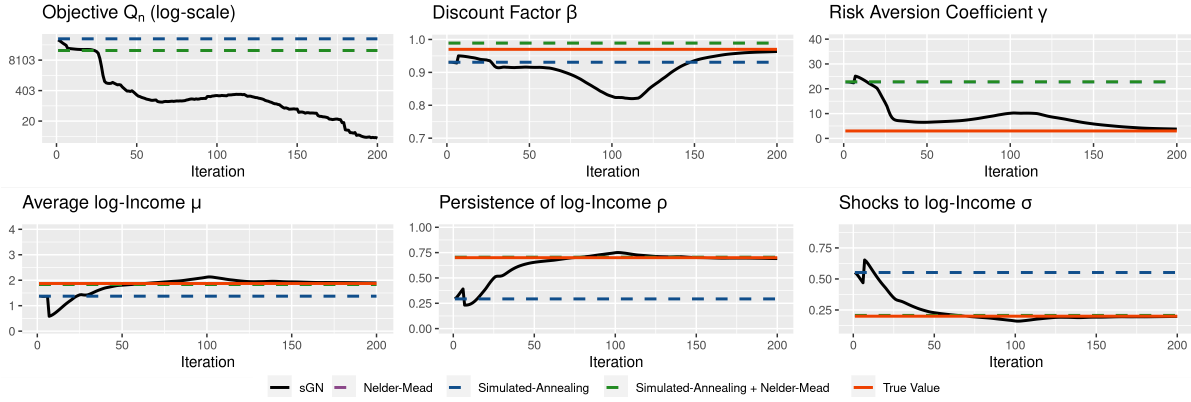 Objective Qn (log-scale)
8103
403
20
0 50 100 150 200
Iteration
Discount Factor β
1.0
0.9
0.8
0.7
0 50 100 150 200
Iteration
Risk Aversion Coefficient γ
40
30
20
10
0
0 50 100 150 200
Iteration
Average log-Income μ
4
3
2
1
0
0 50 100 150 200
Iteration
Persistence of log-Income ρ
1.00
0.75
0.50
0.25
0.00
0 50 100 150 200
Iteration
Shocks to log-Income σ
0.75
0.50
0.25
0 50 100 150 200
Iteration
sGN Nelder-Mead Simulated-Annealing Simulated-Annealing + Nelder-Mead True Value